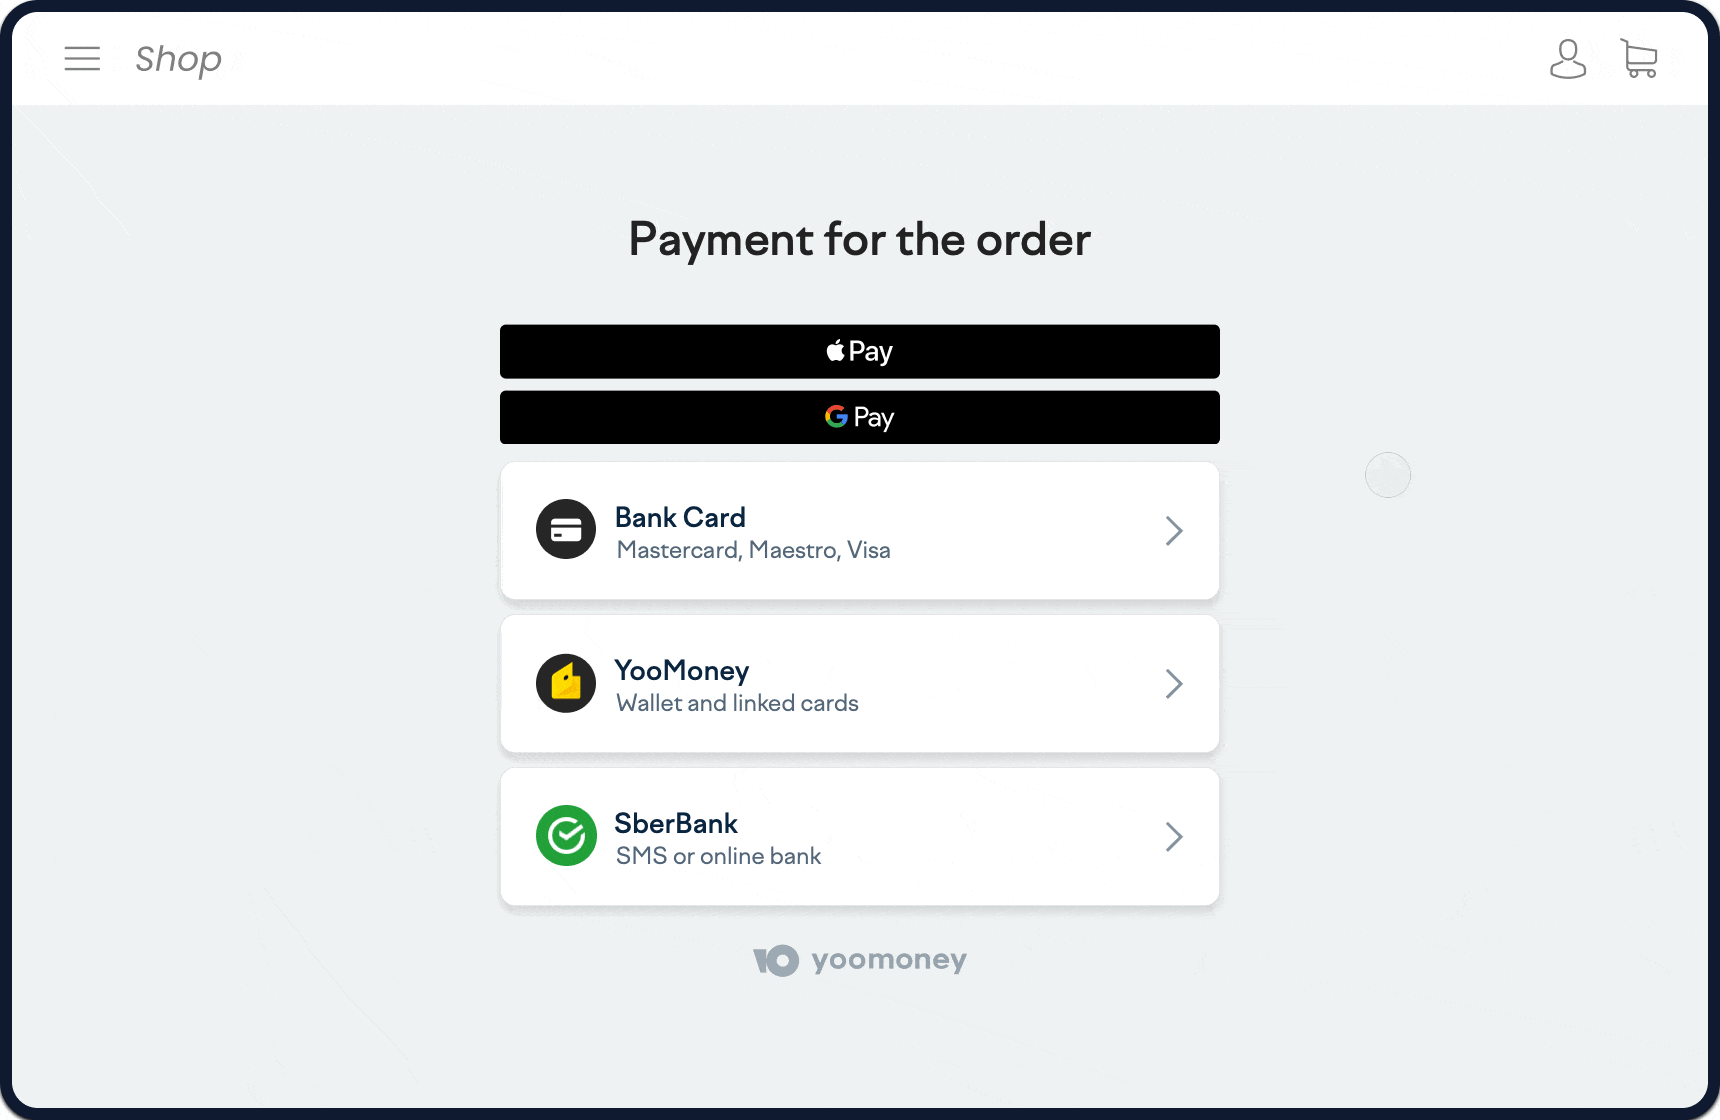 Shop
Payment for the order
Pay
G Pay
Bank Card
Mastercard, Maestro, Visa
YooMoney
Wallet and linked cards
SberBank
SMS or online bank
yoomoney